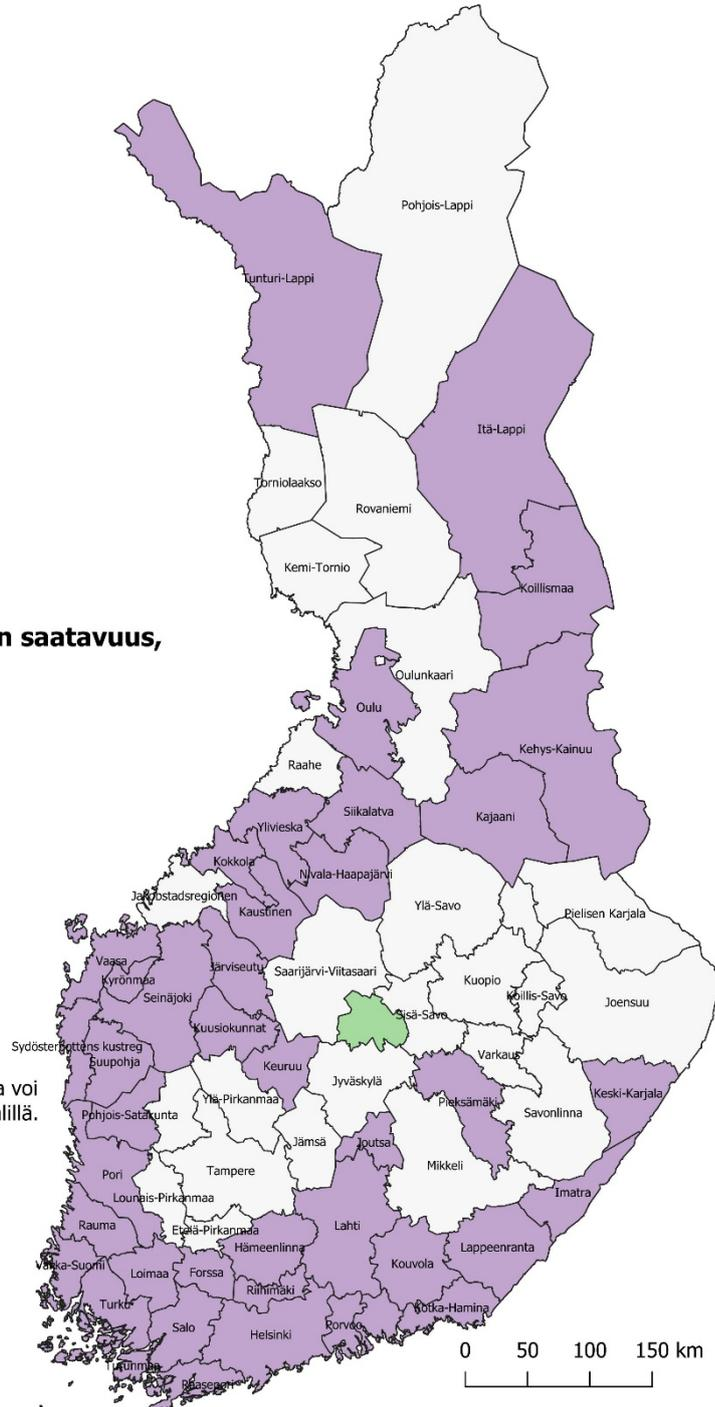 Pohjois-Lappi
Tunturi-Lappi
Itä-Lappi
Torniolaakso
Rovaniemi
Kemi-Tornio
Koillismaa
n saatavuus,
Oulunkaari
Oulu
Kehys-Kainuu
Raahe
Siikalatva
Kajaani
Ylivieska
Kokkola
Nivala-Haapajärvi
Jakobstadsregionen
Ylä-Savo
Kaustinen
Pielisen Karjala
Vaasa
Järviseutu
Saarijärvi-Viitasaari
Kyrönmaa
Kuopio
Seinäjoki
Koillis-Savo
Joensuu
Sisä-Savo
Kuusiokunnat
Sydösterbottens kustreg
Suupohja
Varkaus
Keuruu
Jyväskylä
a voi
Keski-Karjala
Ylä-Pirkanmaa
Pieksämäki
lillä.
Pohjois-Satakunta
Savonlinna
Jämsä
Joutsa
Mikkeli
Tampere
Pori
Imatra
Lounais-Pirkanmaa
Rauma
Lahti
Etelä-Pirkanmaa
Hämeenlinna
Lappeenranta
Vakka-Suomi
Loimaa
Forssa
Kouvola
Riihimäki
Turku
Kotka-Hamina
Salo
Helsinki
Porvoo
Turunmaa
Raasepori
0 50 100 150 km